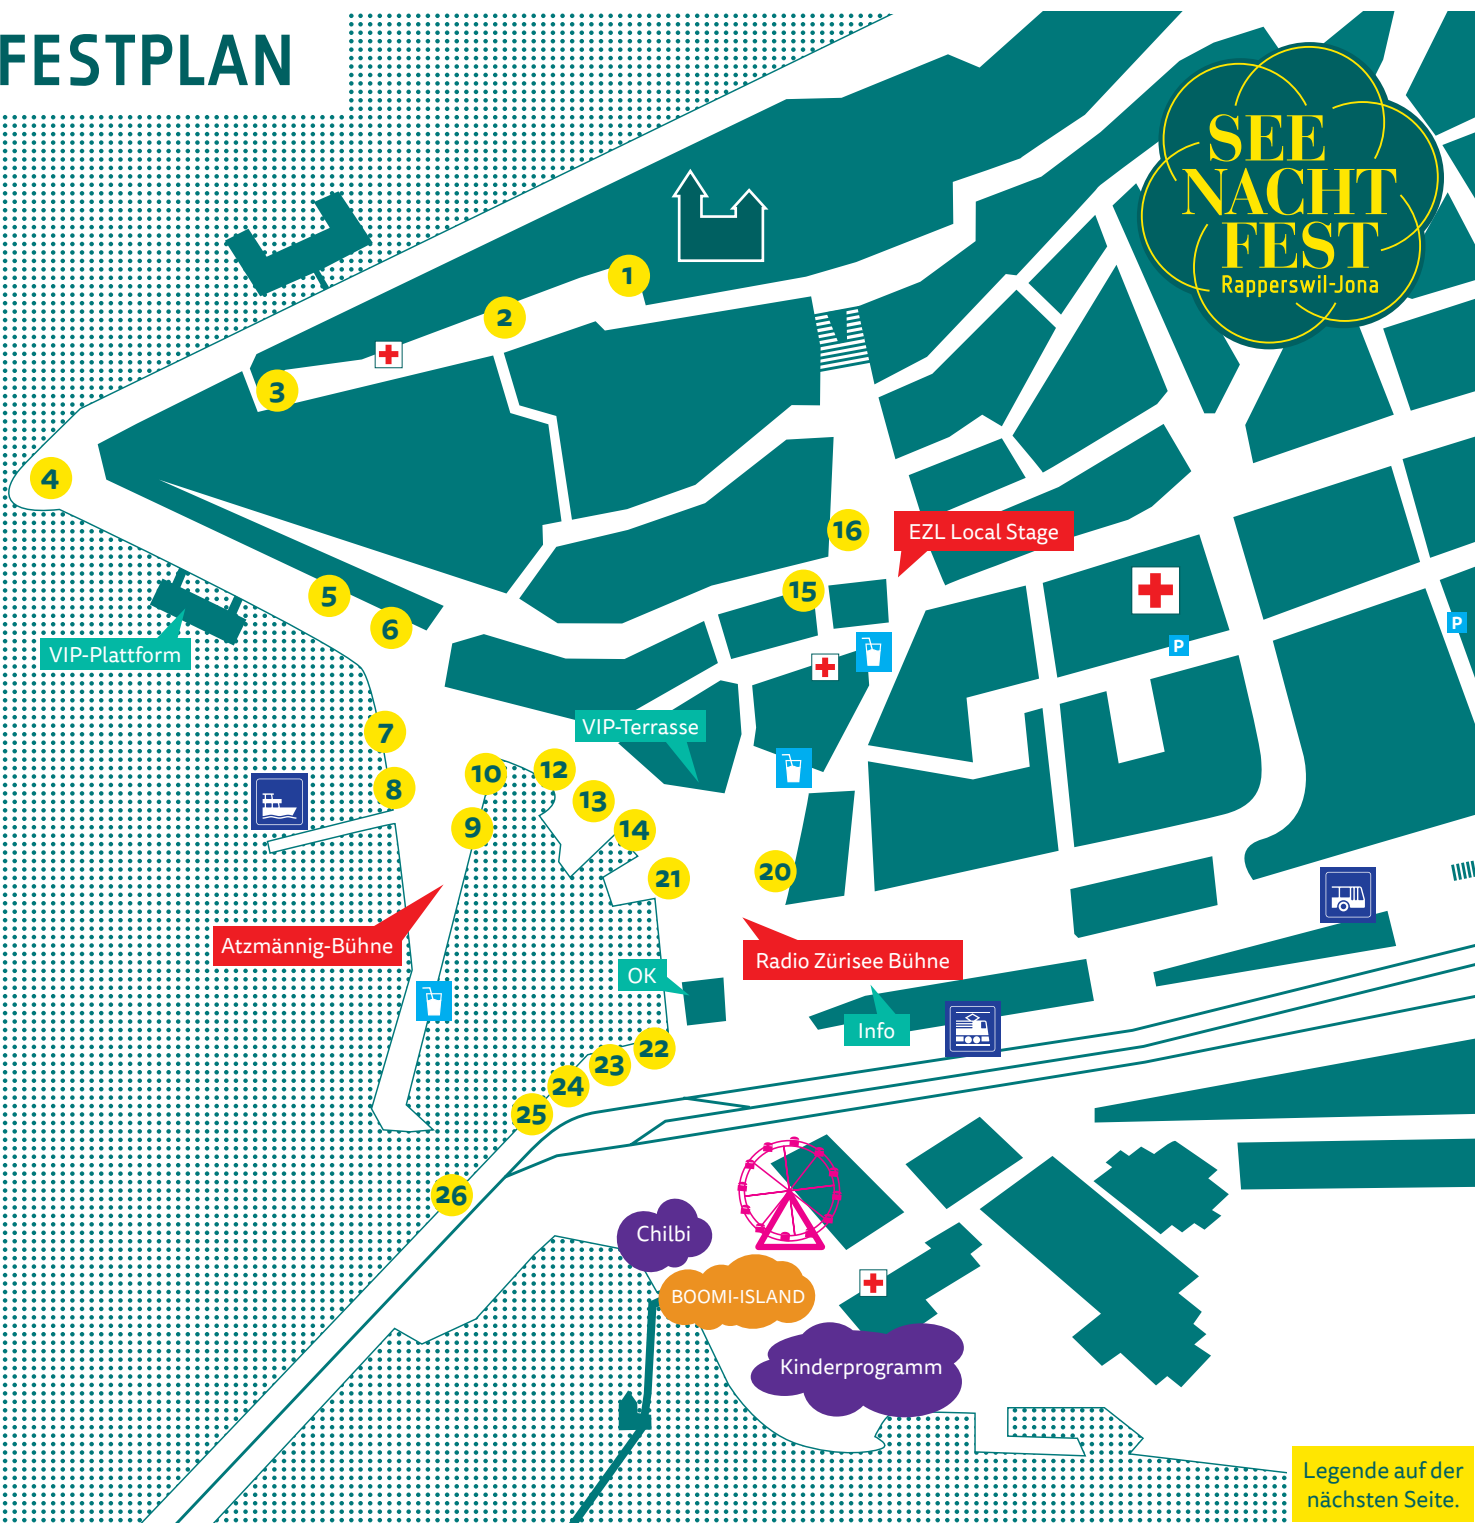 FESTPLAN
SEE
NACHT
FEST
Rapperswil-Jona
1
2
3
4
16
EZL Local Stage
15
5
6
P
P
VIP-Plattform
VIP-Terrasse
7
8
10
12
13
9
14
21
20
Atzmännig-Bühne
Radio Zürisee Bühne
OK
Info
22
23
24
25
26
Chilbi
BOOMI-ISLAND
Kinderprogramm
Legende auf der
nächsten Seite.